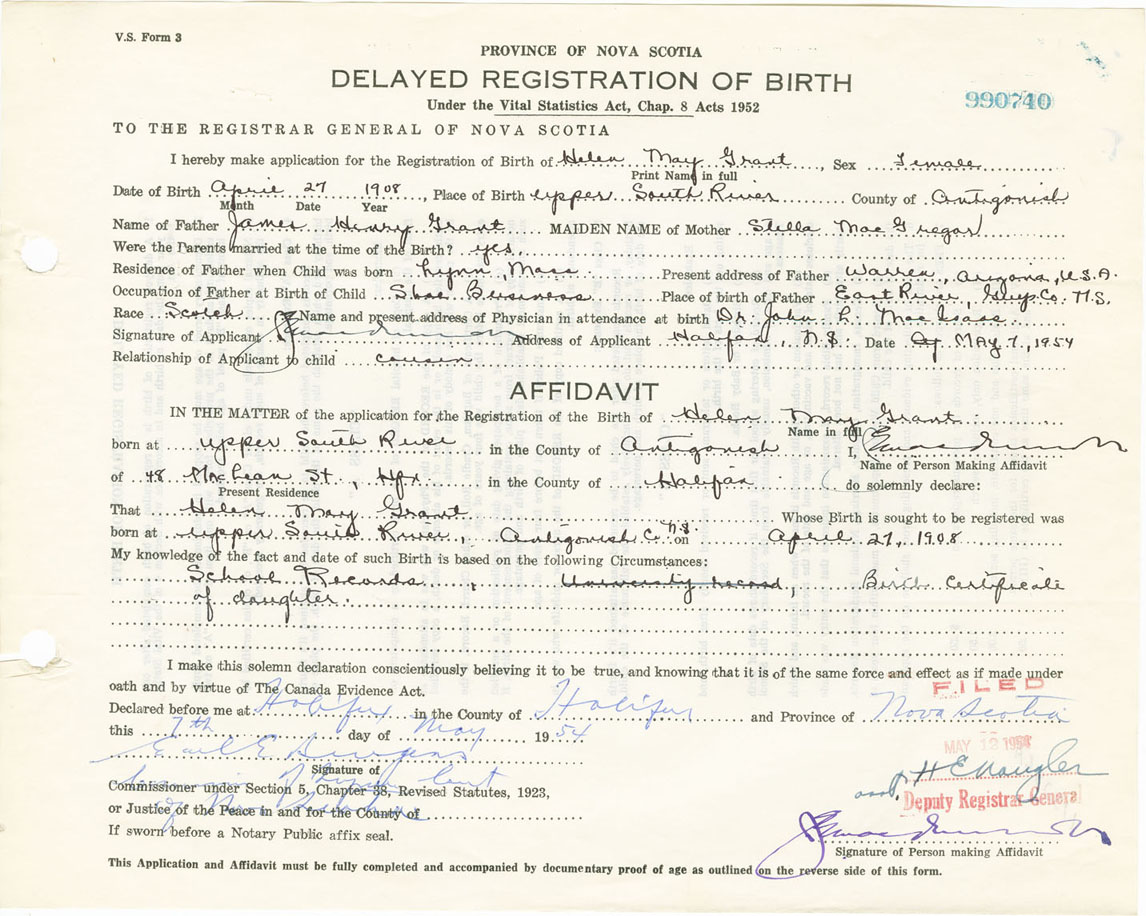 V.S. Form 3
PROVINCE OF NOVA SCOTIA
DELAYED REGISTRATION OF BIRTH
Under the Vital Statistics Act, Chap. 8 Acts 1952
990740
TO THE REGISTRAR GENERAL OF NOVA SCOTIA
I hereby make application for the Registration of Birth of Helen May Grant, Sex Female
Print Name in full
Date of Birth April 27 1908, Place of Birth Upper South River County of Antigonish
Month Date Year
Name of Father James Henry Grant MAIDEN NAME of Mother Stella MacGregor
Were the Parents married at the time of the Birth? yes.
Residence of Father when Child was born Lynn, Mass Present address of Father Warren, Arizona, U.S.A.
Occupation of Father at Birth of Child Shoe Business Place of birth of Father East River, Guy. Co. N.S.
Race Scotch Name and present address of Physician in attendance at birth Dr. John L. MacIsaac
Signature of Applicant Address of Applicant Halifax, N.S. Date MAY 7, 1954
Relationship of Applicant to child cousin
AFFIDAVIT
IN THE MATTER of the application for the Registration of the Birth of Helen May Grant
Name in full
born at Upper South River in the County of Antigonish I,
Name of Person Making Affidavit
of 48 MacLean St., Hfx in the County of Halifax do solemnly declare:
Present Residence
That Helen May Grant Whose Birth is sought to be registered was
born at Upper South River, Antigonish Co. N.S. on April 27, 1908
My knowledge of the fact and date of such Birth is based on the following Circumstances:
School Records, University record, Birth Certificate
of daughter.
I make this solemn declaration conscientiously believing it to be true, and knowing that it is of the same force and effect as if made under
oath and by virtue of The Canada Evidence Act.
FILED
Declared before me at Halifax in the County of Halifax and Province of Nova Scotia
this 7th day of May 1954
MAY 12 1954
Earl E
Signature of
H E Naugler
Deputy Registrar General
Commissioner under Section 5, Chapter 38, Revised Statutes, 1923,
of Nova Scotia
or Justice of the Peace in and for the County of
If sworn before a Notary Public affix seal.
Signature of Person making Affidavit
This Application and Affidavit must be fully completed and accompanied by documentary proof of age as outlined on the reverse side of this form.